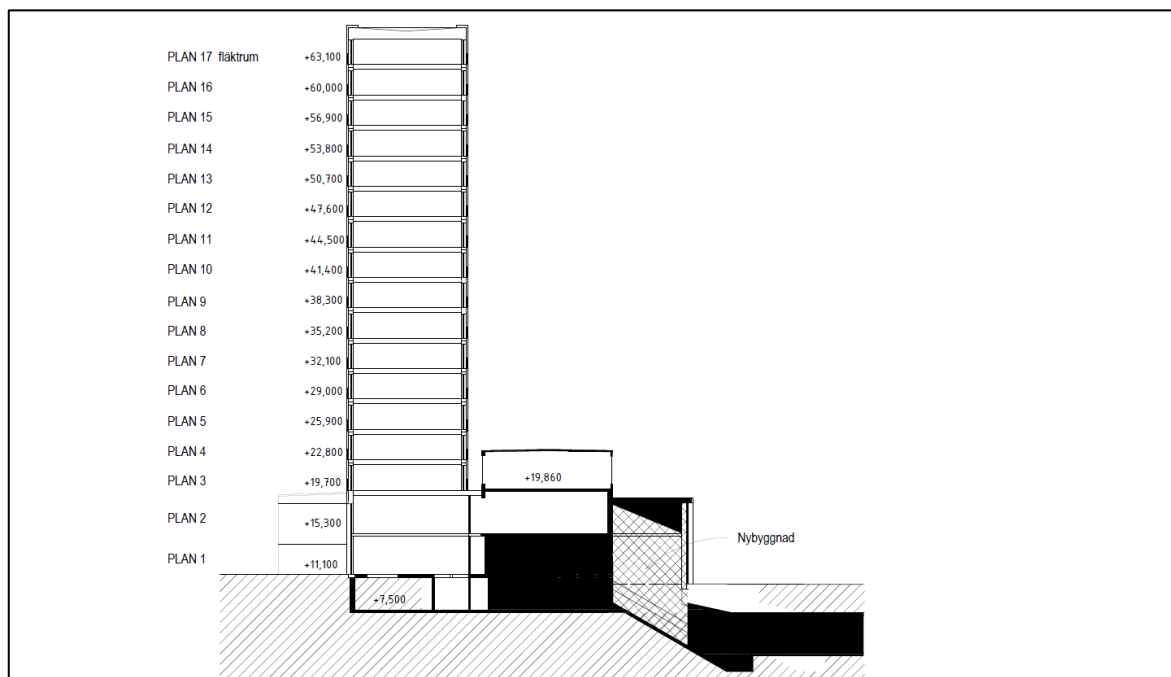 PLAN 17 fläktrum +63,100
PLAN 16 +60,000
PLAN 15 +56,900
PLAN 14 +53,800
PLAN 13 +50,700
PLAN 12 +47,600
PLAN 11 +44,500
PLAN 10 +41,400
PLAN 9 +38,300
PLAN 8 +35,200
PLAN 7 +32,100
PLAN 6 +29,000
PLAN 5 +25,900
PLAN 4 +22,800
PLAN 3 +19,700 +19,860
PLAN 2 +15,300
Nybyggnad
PLAN 1 +11,100
+7,500